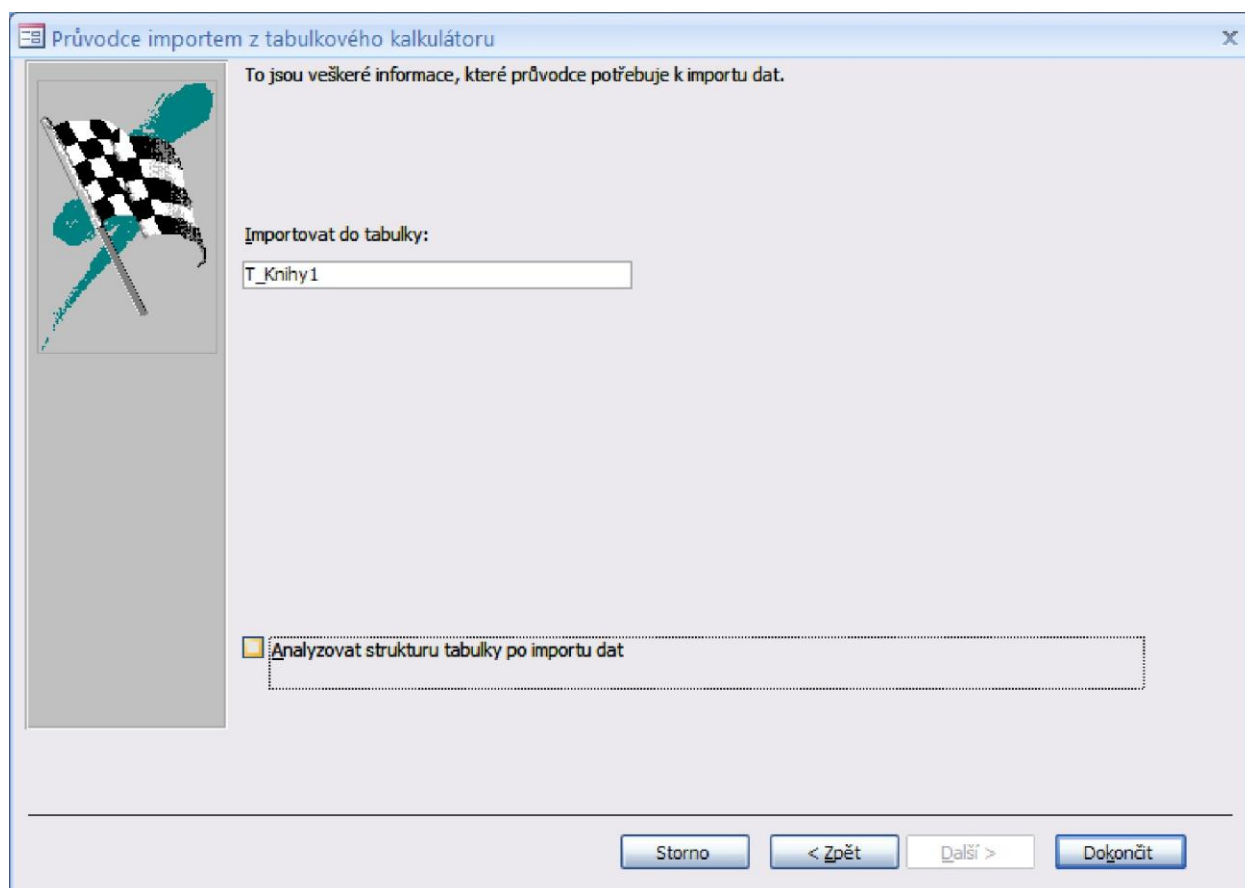 Průvodce importem z tabulkového kalkulátoru
To jsou veškeré informace, které průvodce potřebuje k importu dat.
Importovat do tabulky:
T_Knihy1
Analyzovat strukturu tabulky po importu dat
Storno
< Zpět
Další >
Dokončit